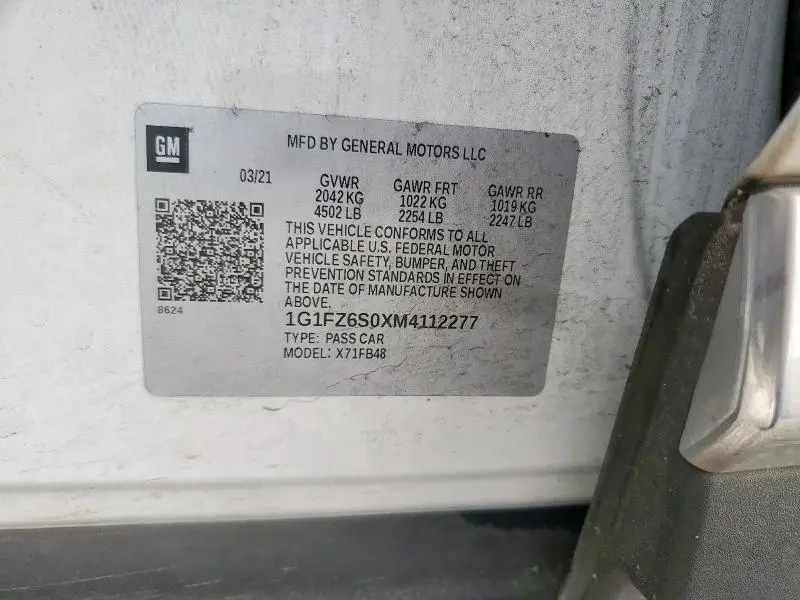 GM
MFD BY GENERAL MOTORS LLC
03/21
GVWR GAWR FRT GAWR RR
2042 KG 1022 KG 1019 KG
4502 LB 2254 LB 2247 LB
THIS VEHICLE CONFORMS TO ALL
APPLICABLE U.S. FEDERAL MOTOR
VEHICLE SAFETY, BUMPER, AND THEFT
PREVENTION STANDARDS IN EFFECT ON
THE DATE OF MANUFACTURE SHOWN
ABOVE.
8624
1G1FZ6S0XM4112277
TYPE: PASS CAR
MODEL: X71FB48